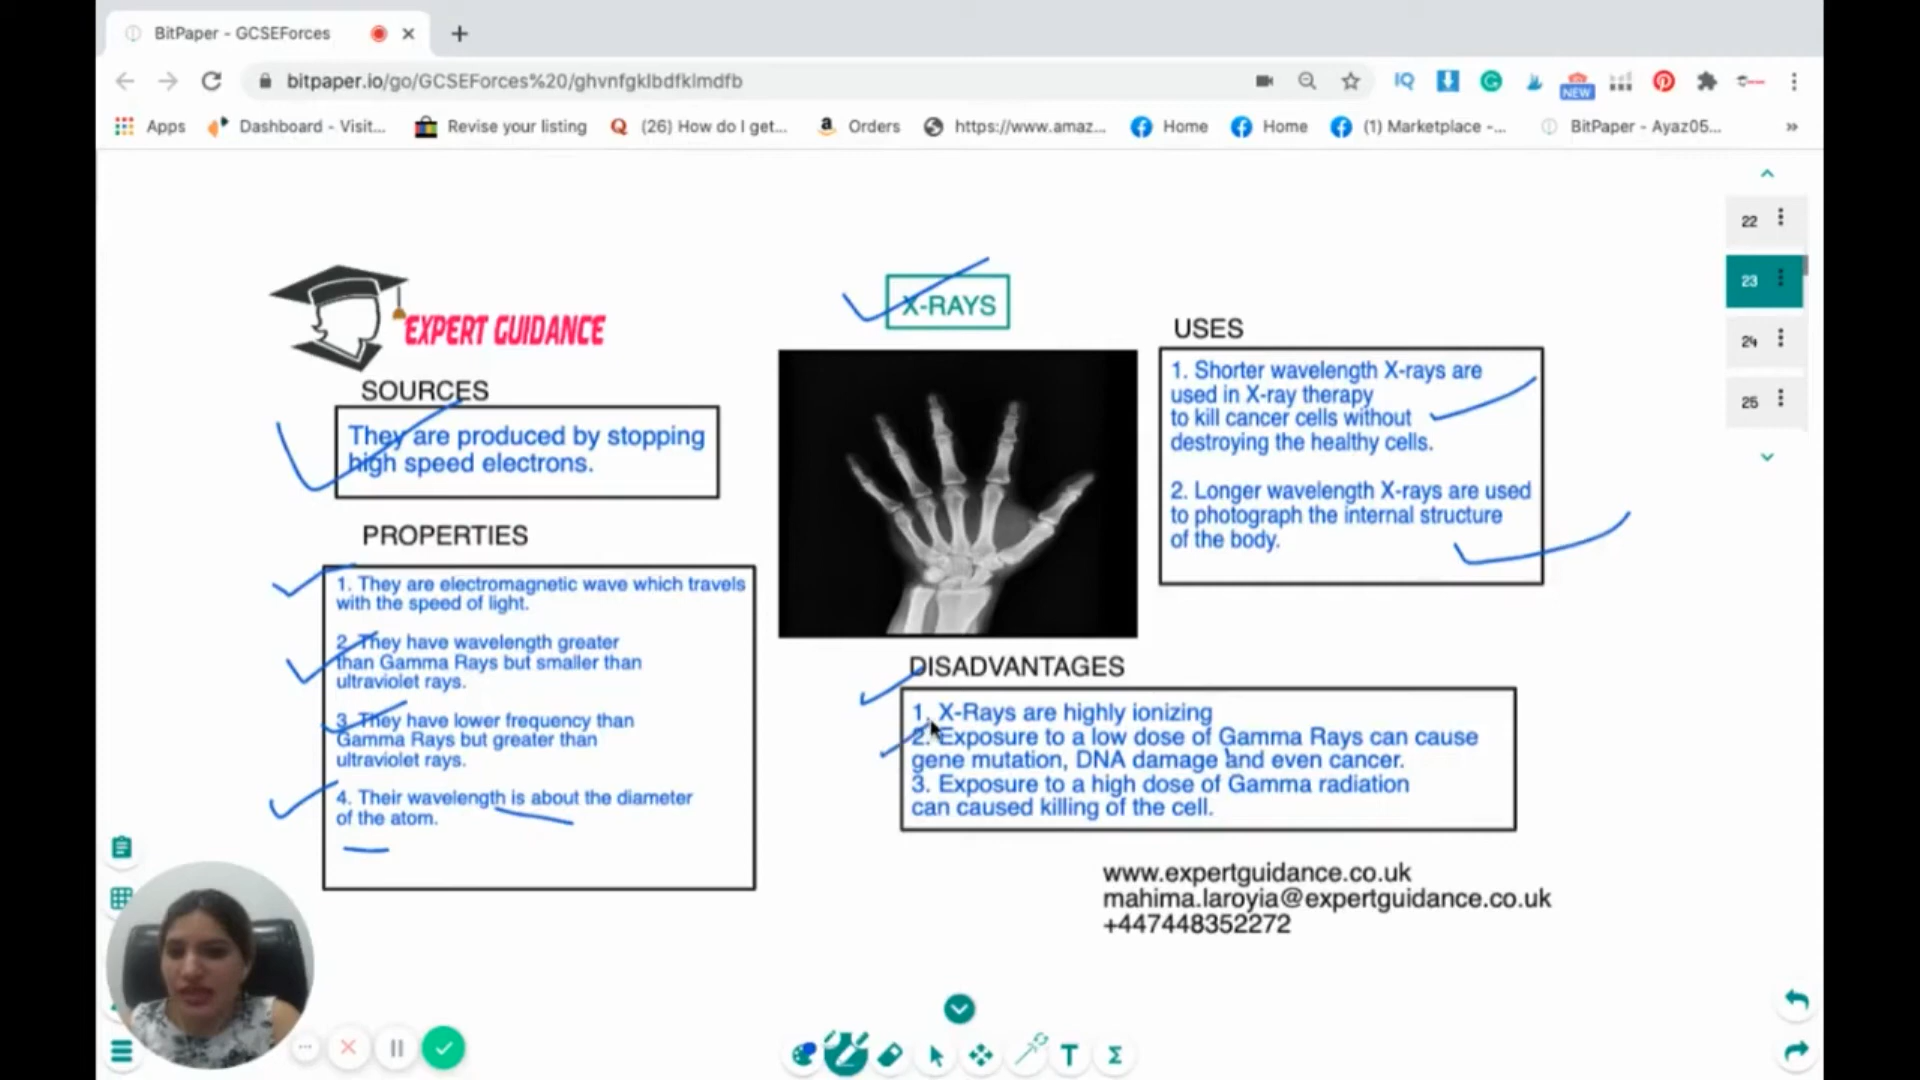 BitPaper - GCSEForces
bitpaper.io/go/GCSEForces%20/ghvnfgklbdfklmdfb
IQ
NEW
Apps
Dashboard - Visit...
Revise your listing
(26) How do I get...
Orders
https://www.amaz...
Home
Home
(1) Marketplace -...
BitPaper - Ayaz05...
22
23
24
25
EXPERT GUIDANCE
X-RAYS
SOURCES
They are produced by stopping
high speed electrons.
PROPERTIES
1. They are electromagnetic wave which travels
with the speed of light.
2. They have wavelength greater
than Gamma Rays but smaller than
ultraviolet rays.
3. They have lower frequency than
Gamma Rays but greater than
ultraviolet rays.
4. Their wavelength is about the diameter
of the atom.
USES
1. Shorter wavelength X-rays are
used in X-ray therapy
to kill cancer cells without
destroying the healthy cells.
2. Longer wavelength X-rays are used
to photograph the internal structure
of the body.
DISADVANTAGES
1. X-Rays are highly ionizing
2. Exposure to a low dose of Gamma Rays can cause
gene mutation, DNA damage and even cancer.
3. Exposure to a high dose of Gamma radiation
can caused killing of the cell.
www.expertguidance.co.uk
mahima.laroyia@expertguidance.co.uk
+447448352272
T
Σ